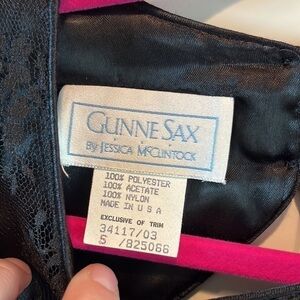 GUNNE SAX
BY JESSICA McCLINTOCK
100% POLYESTER
100% ACETATE
100% NYLON
MADE IN U S A
EXCLUSIVE OF TRIM
34117/03
5 /825066